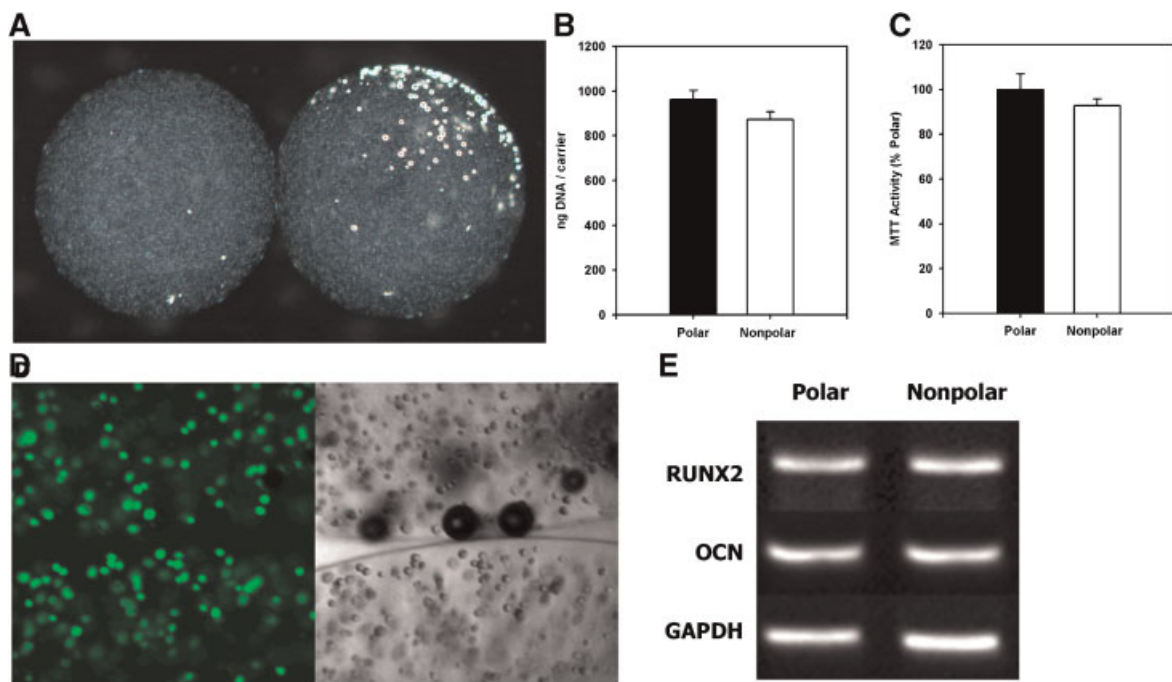 A
B
1200
1000
800
600
400
200
0
ng DNA / carrier
Polar
Nonpolar
C
120
100
80
60
40
20
0
MTT Activity (% Polar)
Polar
Nonpolar
D
E
Polar
Nonpolar
RUNX2
OCN
GAPDH